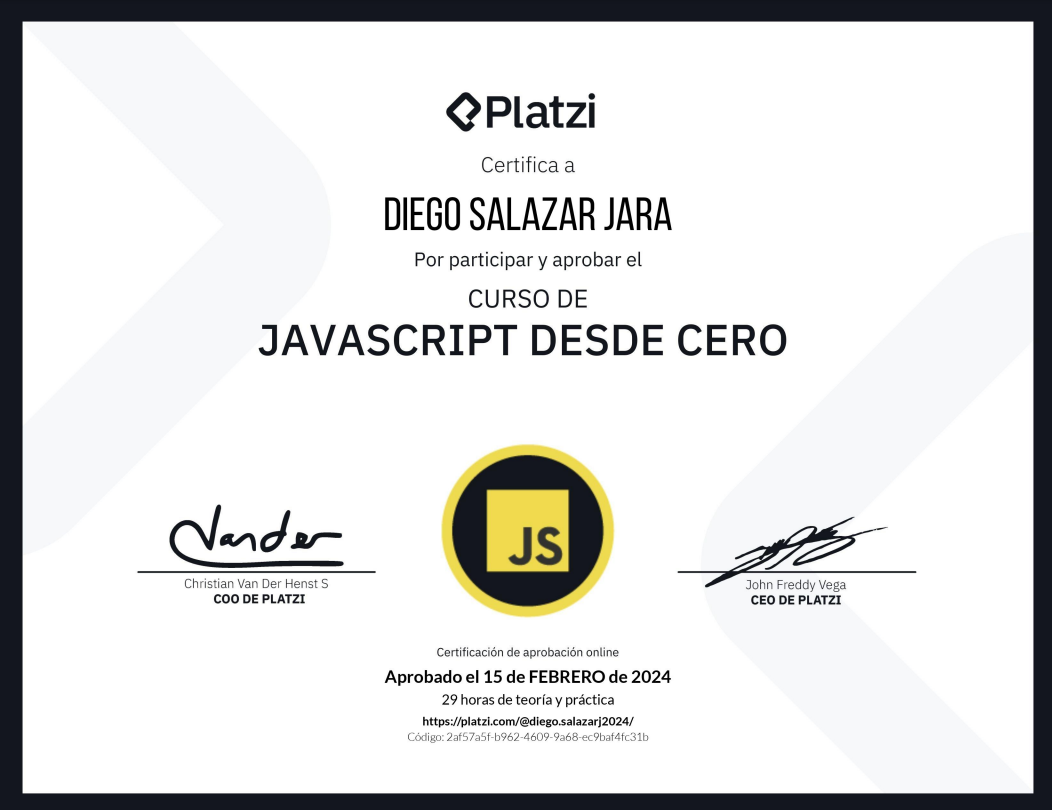 Platzi
Certifica a
DIEGO SALAZAR JARA
Por participar y aprobar el
CURSO DE
JAVASCRIPT DESDE CERO
JS
Vander
Christian Van Der Henst S
COO DE PLATZI
John Freddy Vega
CEO DE PLATZI
Certificación de aprobación online
Aprobado el 15 de FEBRERO de 2024
29 horas de teoría y práctica
https://platzi.com/@diego.salazarj2024/
Código: 2af57a5f-b962-4609-9a68-ec9baf4fc31b